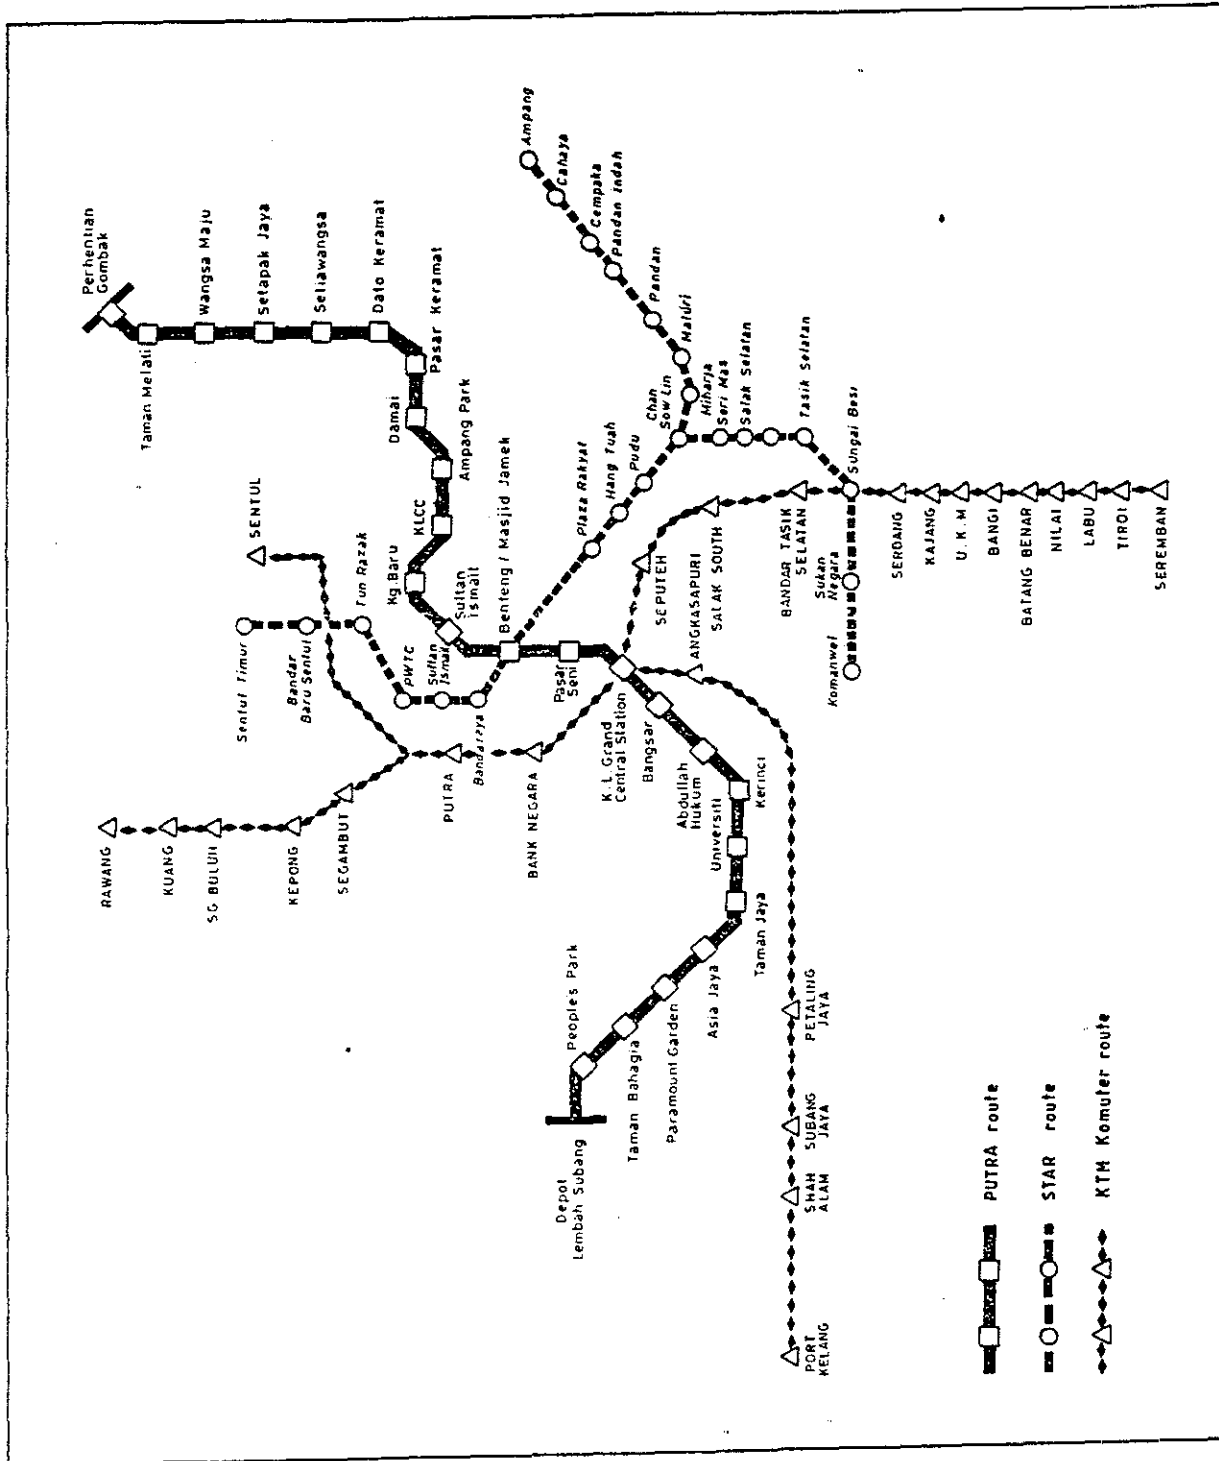 Perhentian
Gombak
Taman Melati
Wangsa Maju
Setapak Jaya
Setiawangsa
Dato Keramat
Pasar Keramat
Damai
Ampang Park
KLCC
Kg.Baru
Sultan
Ismail
Benteng / Masjid Jamek
Pasar
Seni
K.L. Grand
Central Station
Bangsar
Abdullah
Hukum
Kerinci
Universiti
Taman Jaya
Asia Jaya
Paramount Garden
Taman Bahagia
People's Park
Depot
Lembah Subang
Sentul Timur
Bandar
Baru Sentul
Tun Razak
PWTC
Sultan
Ismail
Bandaraya
Plaza Rakyat
Hang Tuah
Pudu
Chan
Sow Lin
Miharja
Maluri
Pandan
Pandan Indah
Cempaka
Cahaya
Ampang
Seri Mas
Salak Selatan
Tasik Selatan
Sungai Besi
Sukan
Negara
Komanwel
SENTUL
RAWANG
KUANG
SG BULUH
KEPONG
SEGAMBUT
PUTRA
BANK NEGARA
SEPUTEH
SALAK SOUTH
BANDAR TASIK
SELATAN
SERDANG
KAJANG
U.K.M
BANGI
BATANG BENAR
NILAI
LABU
TIROI
SEREMBAN
ANGKASAPURI
PETALING
JAYA
SUBANG
JAYA
SHAH
ALAM
PORT
KELANG
PUTRA route
STAR route
KTM Komuter route